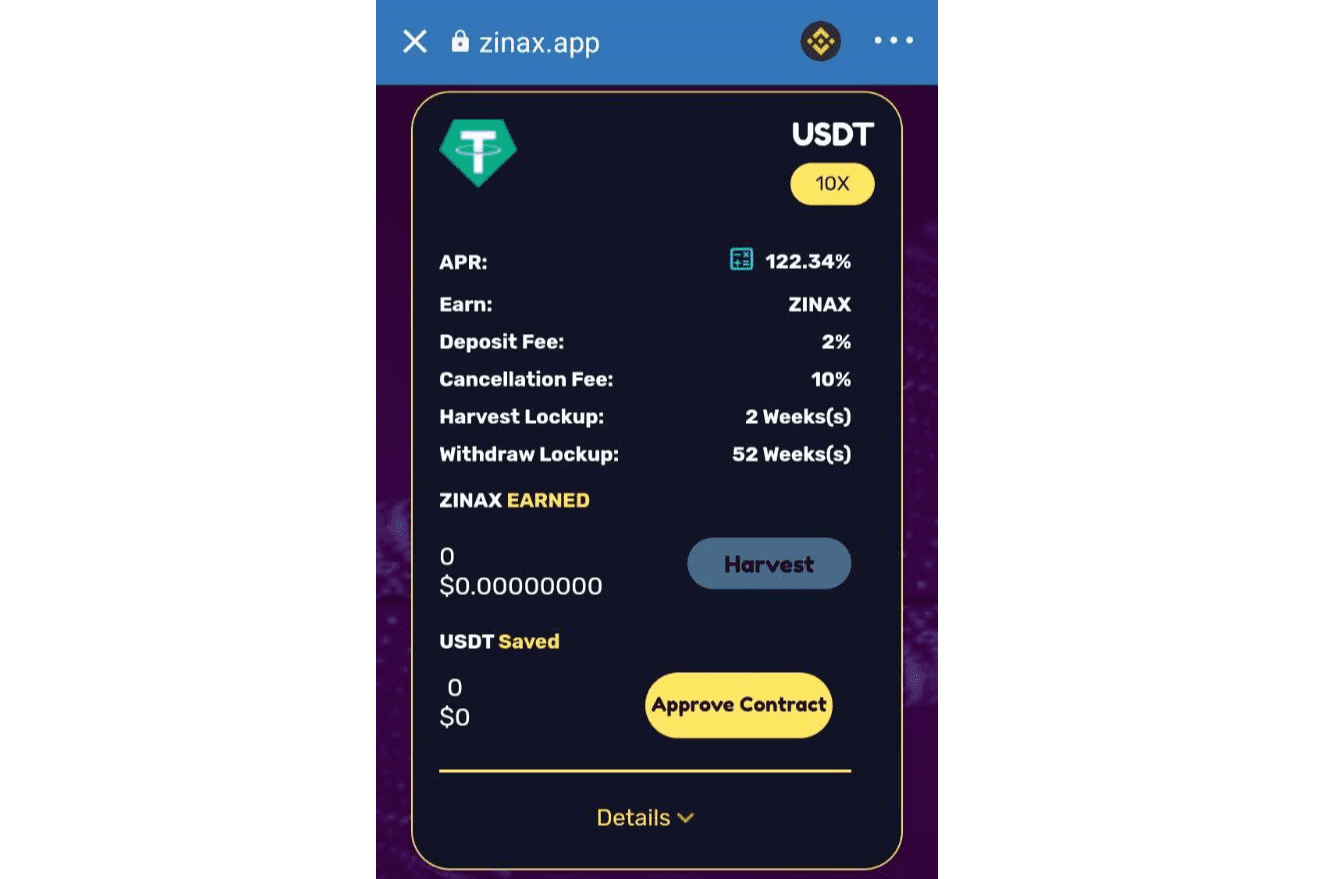 zinax.app
USDT
10X
APR: 122.34%
Earn: ZINAX
Deposit Fee: 2%
Cancellation Fee: 10%
Harvest Lockup: 2 Weeks(s)
Withdraw Lockup: 52 Weeks(s)
ZINAX EARNED
0
$0.00000000
Harvest
USDT Saved
0
$0
Approve Contract
Details